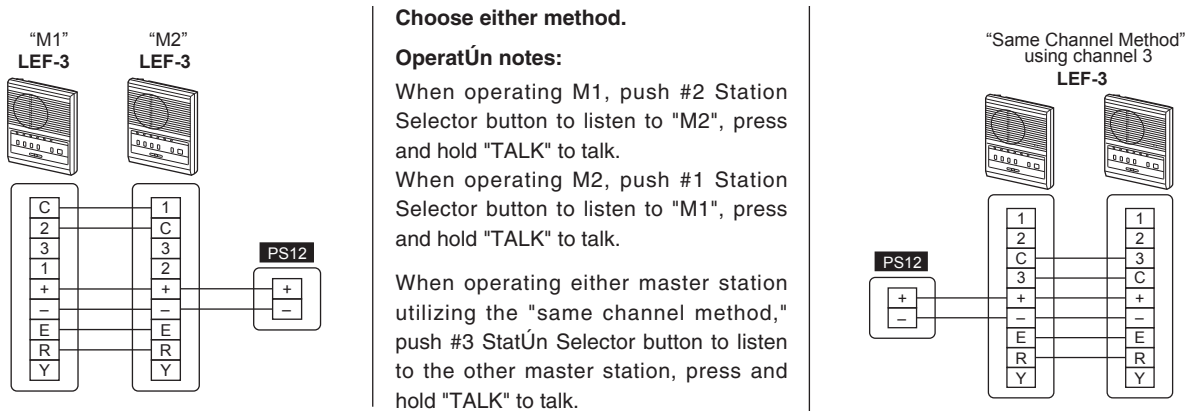 “M1”
LEF-3
“M2”
LEF-3
C
2
3
1
+
–
E
R
Y
1
C
3
2
+
–
E
R
Y
PS12
+
–
Choose either method.
OperatÚn notes:
When operating M1, push #2 Station
Selector button to listen to "M2", press
and hold "TALK" to talk.
When operating M2, push #1 Station
Selector button to listen to "M1", press
and hold "TALK" to talk.
When operating either master station
utilizing the "same channel method,"
push #3 StatÚn Selector button to listen
to the other master station, press and
hold "TALK" to talk.
“Same Channel Method”
using channel 3
LEF-3
PS12
+
–
1
2
C
3
+
–
E
R
Y
1
2
3
C
+
–
E
R
Y